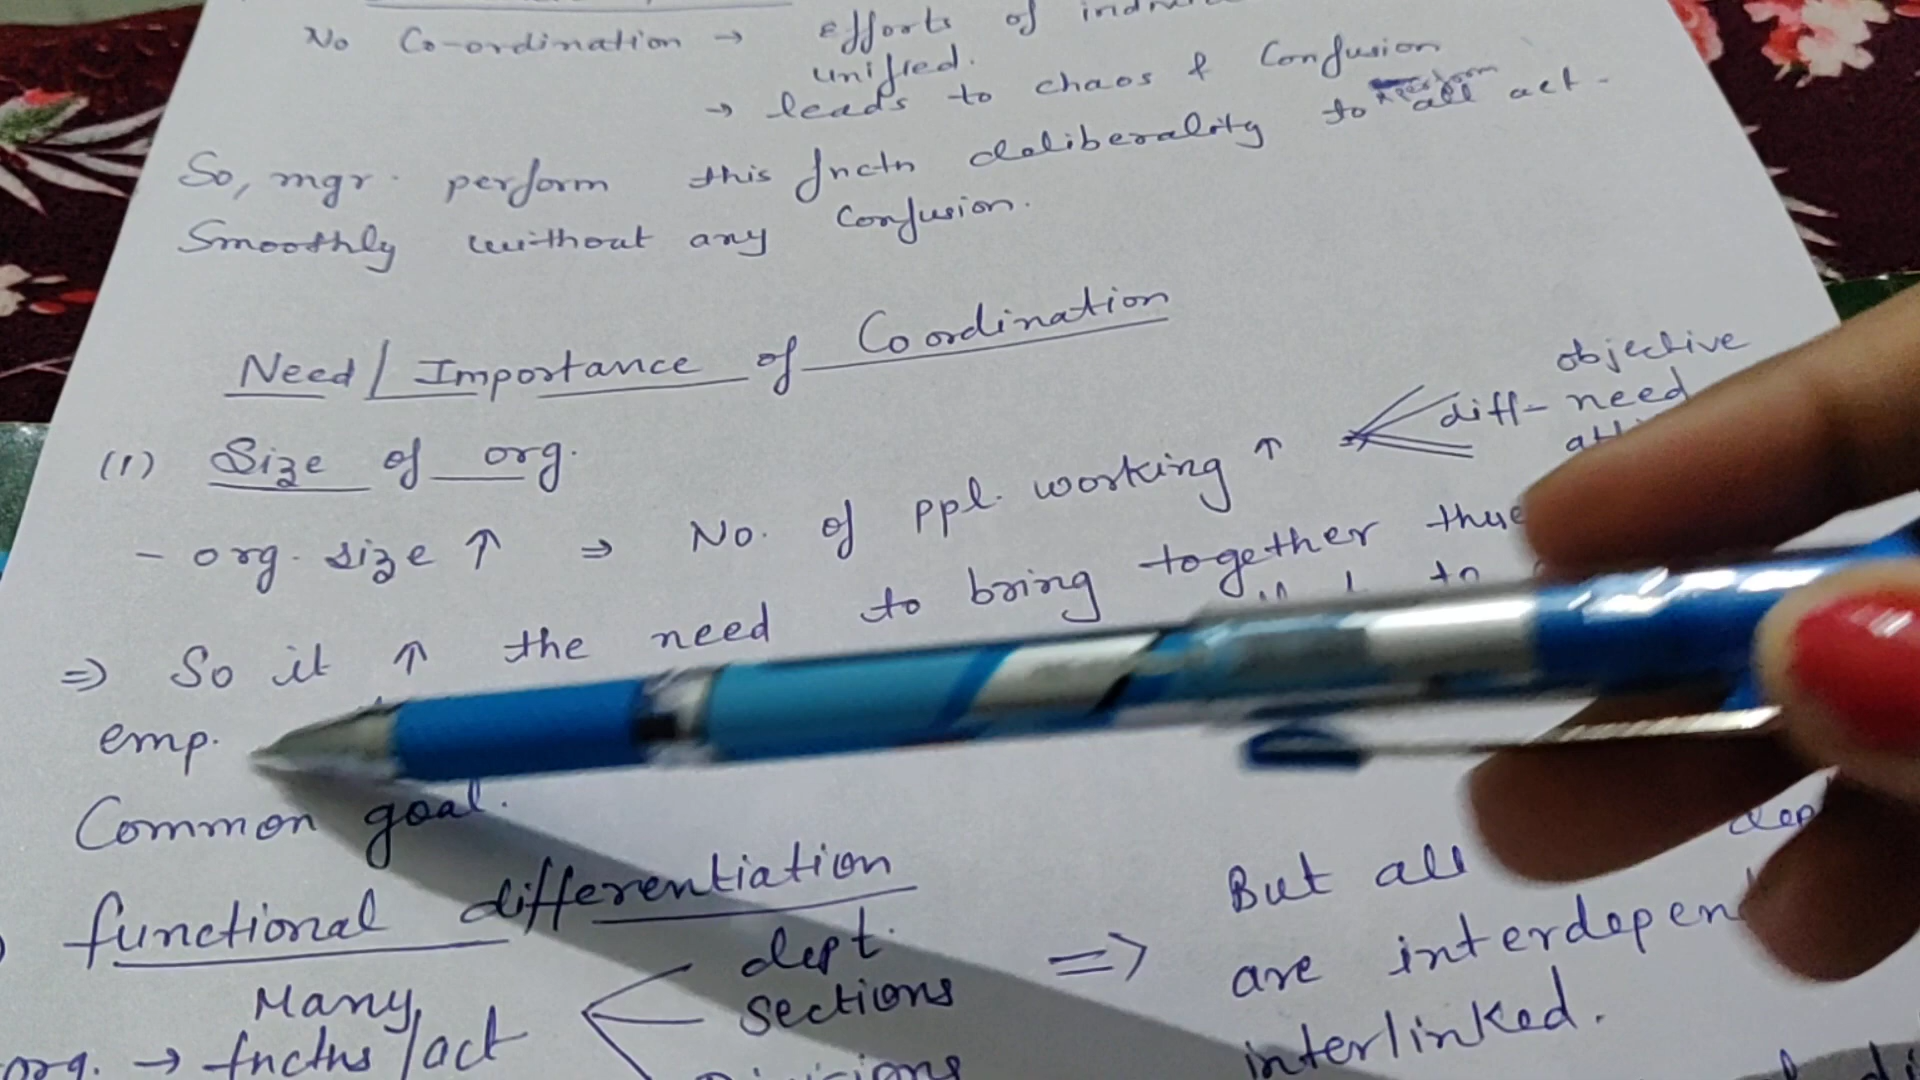 No Co-ordination → efforts of
unified.
→ leads to chaos & Confusion
So, mgr. perform this fnctn deliberality to perform all act-
Smoothly without any Confusion.
Need/Importance of Coordination
(1) Size of org.
- org. size ↑ ⇒ No. of ppl. working ↑ diff- objective
need
⇒ So it ↑ the need to bring together
emp.
Common goal.
functional differentiation
org. → Many fnctns/act
dept.
sections
⇒ But all
are
interlinked.